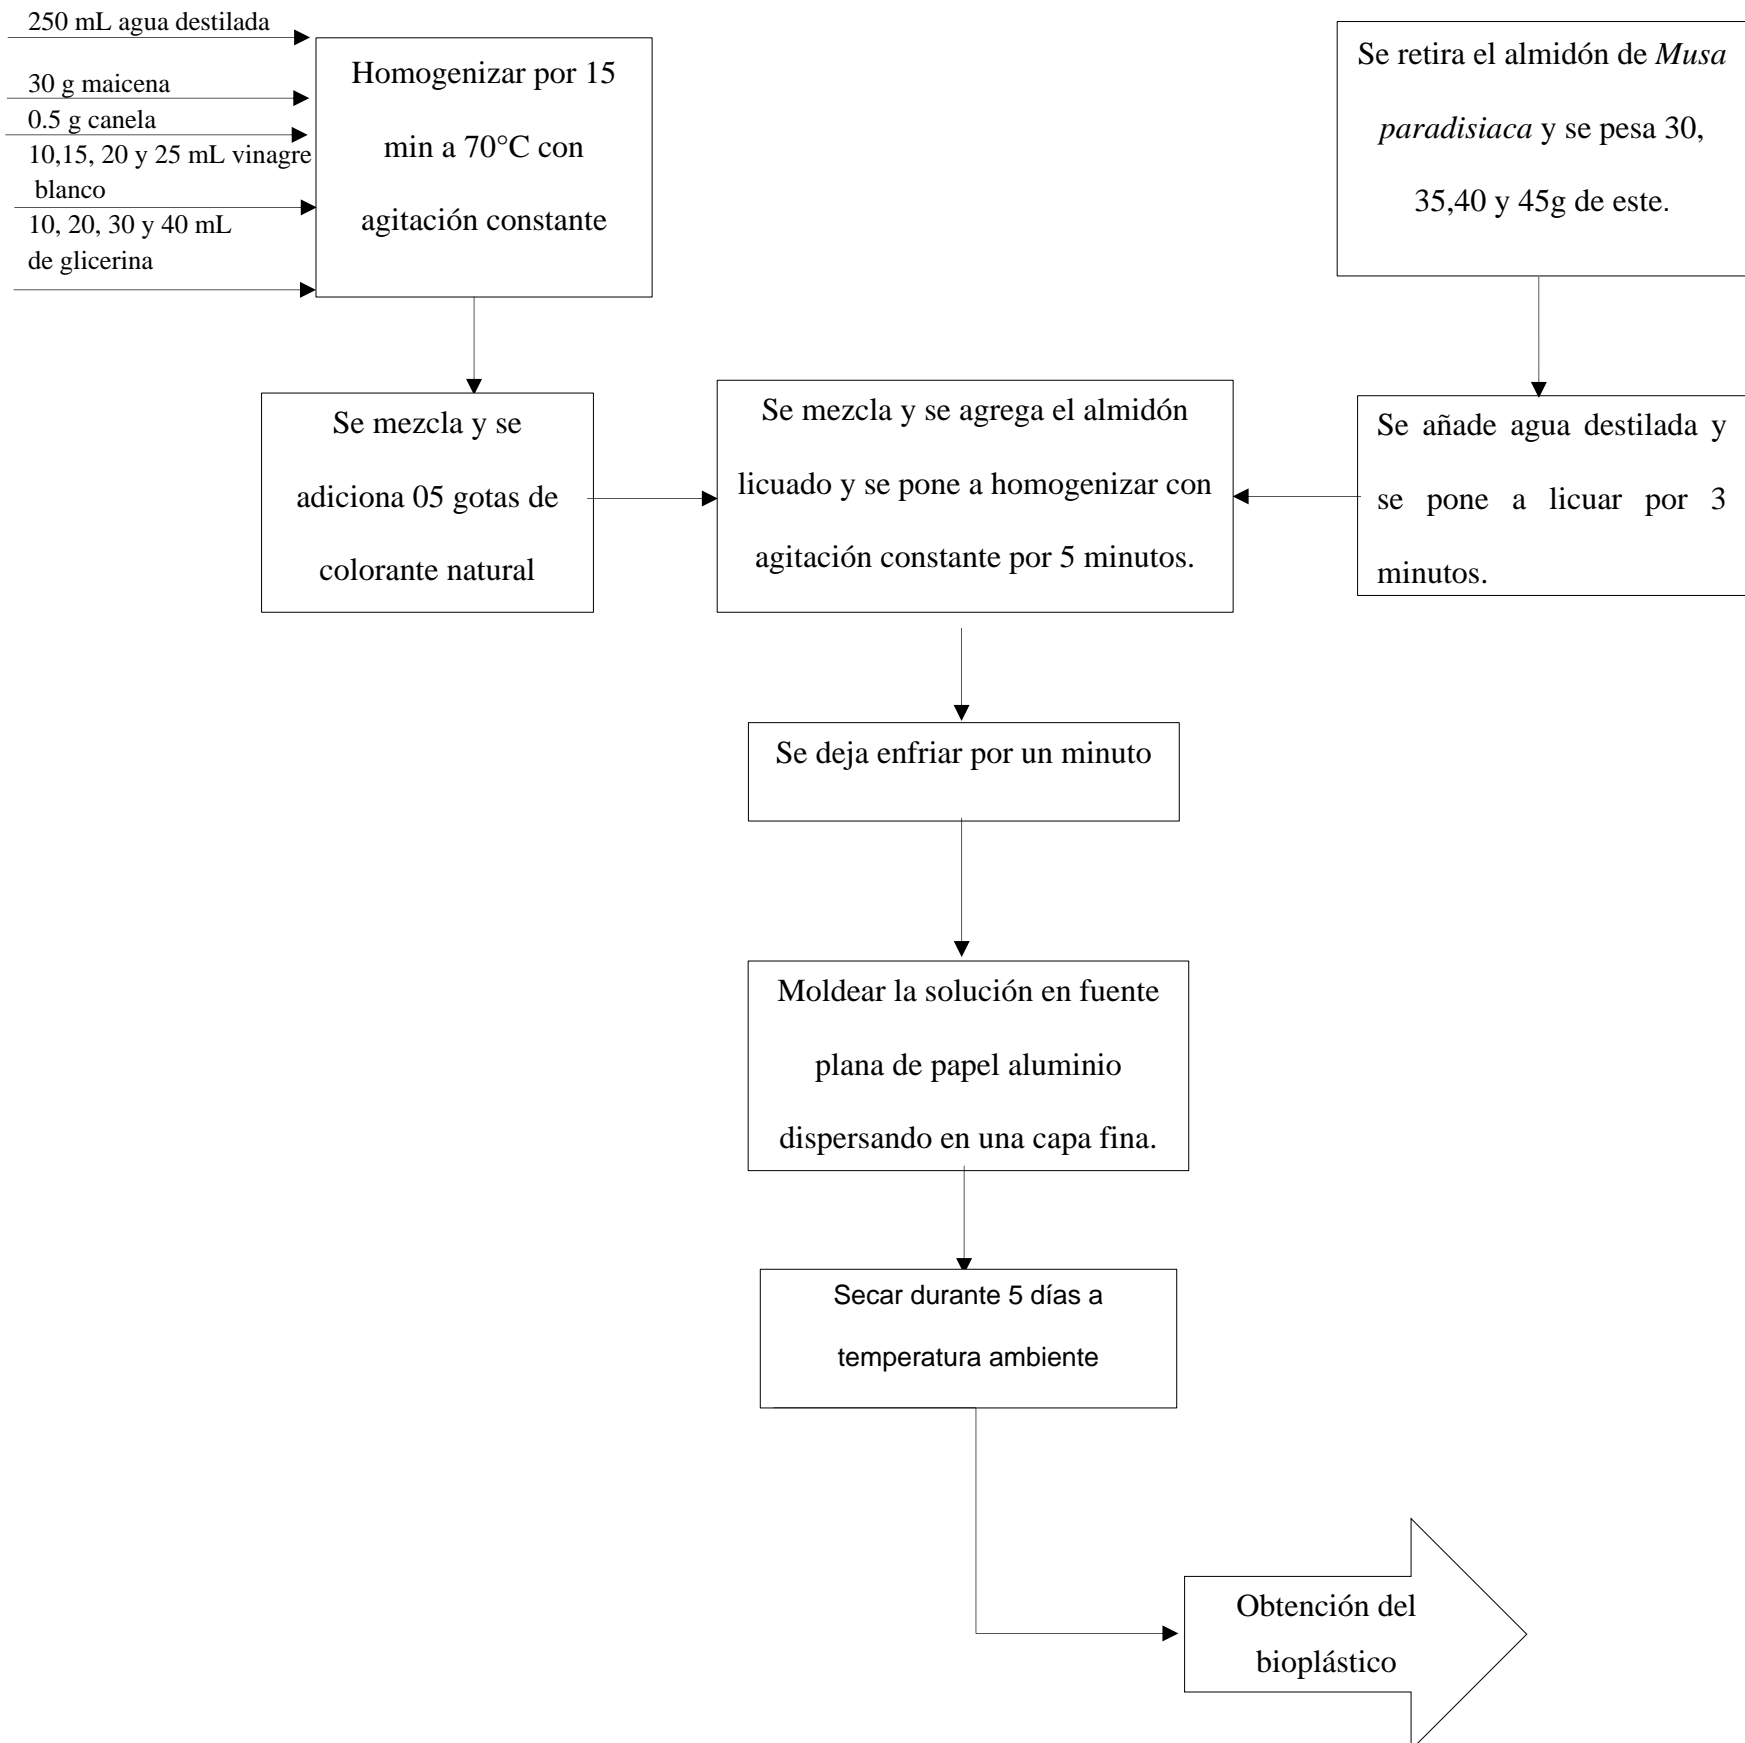 250 mL agua destilada
30 g maicena
0.5 g canela
10,15, 20 y 25 mL vinagre
blanco
10, 20, 30 y 40 mL
de glicerina
Homogenizar por 15
min a 70°C con
agitación constante
Se retira el almidón de Musa
paradisiaca y se pesa 30,
35,40 y 45g de este.
Se mezcla y se
adiciona 05 gotas de
colorante natural
Se mezcla y se agrega el almidón
licuado y se pone a homogenizar con
agitación constante por 5 minutos.
Se añade agua destilada y
se pone a licuar por 3
minutos.
Se deja enfriar por un minuto
Moldear la solución en fuente
plana de papel aluminio
dispersando en una capa fina.
Secar durante 5 días a
temperatura ambiente
Obtención del
bioplástico